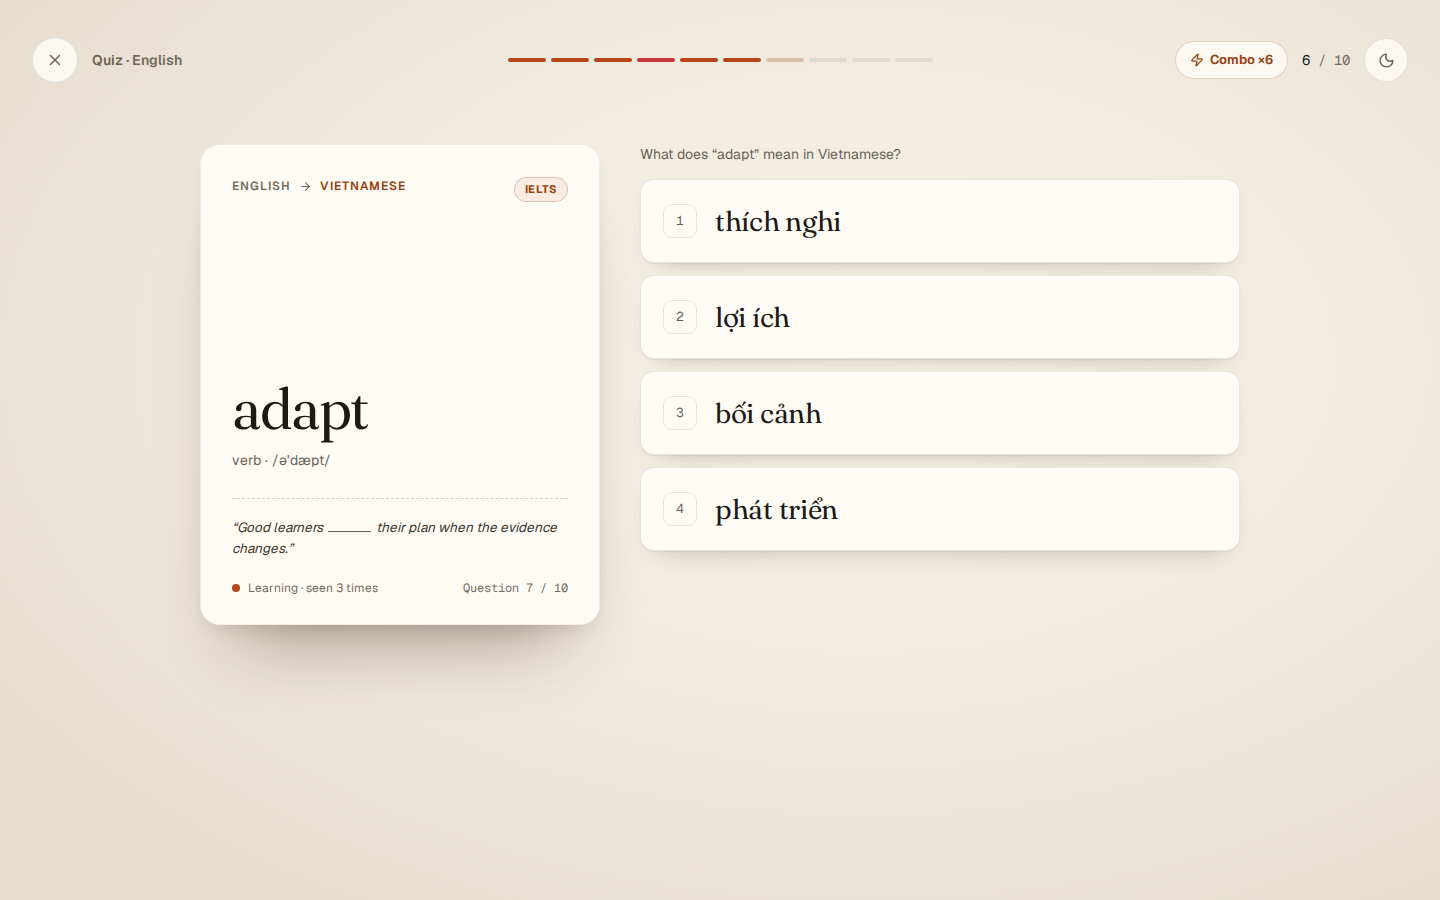 Quiz · English
Combo ×6
6 / 10
ENGLISH → VIETNAMESE
IELTS
adapt
verb · /ə'dæpt/
“Good learners ______ their plan when the evidence
changes.”
Learning · seen 3 times
Question 7 / 10
What does “adapt” mean in Vietnamese?
1 thích nghi
2 lợi ích
3 bối cảnh
4 phát triển